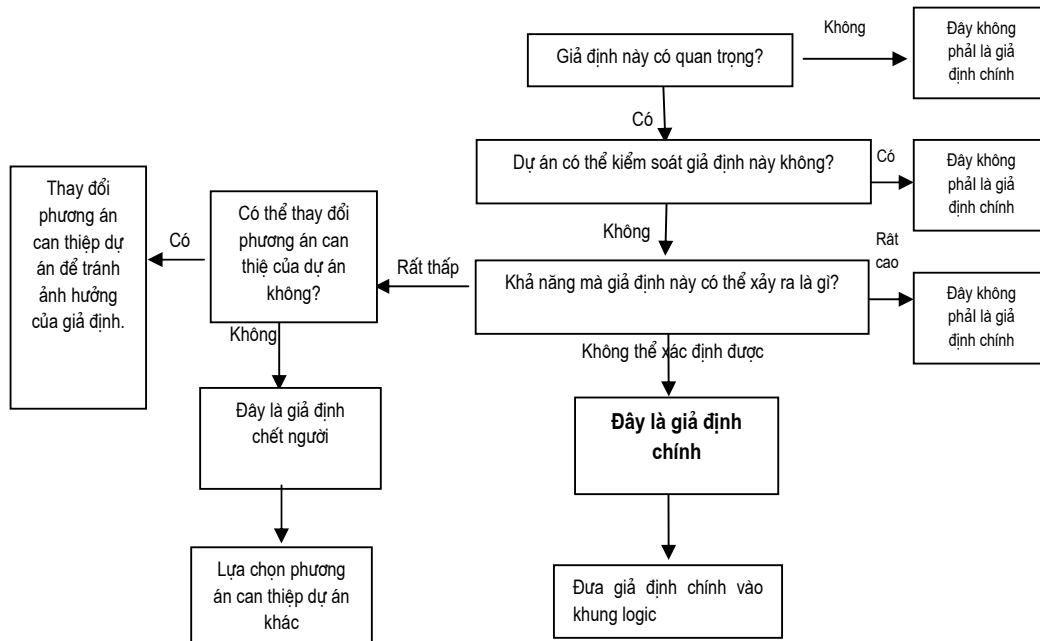 Không
Giả định này có quan trọng?
Đây không
phảI là giả
định chính
Có
Dự án có thể kiểm soát giả định này không?
Có
Đây không
phảI là giả
định chính
Không
Rât
cao
Khả năng mà giả định này có thể xảy ra là gì?
Đây không
phảI là giả
định chính
Rất thấp
Có thể thay đổi
phương án can
thiệ của dự án
không?
Có
Thay đổi
phương án
can thiệp dự
án để tránh
ảnh hưởng
của giả định.
Không
Không thể xác định được
Đây là giả định
chết người
Đây là giả định
chính
Lựa chọn phương
án can thiệp dự án
khác
Đưa giả định chính vào
khung logic